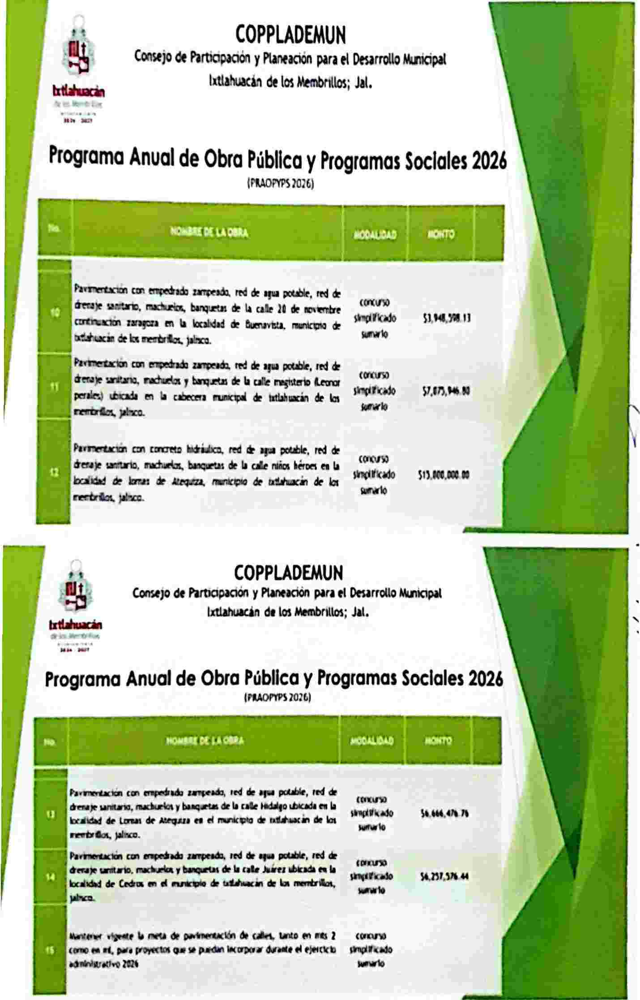 COPPLADEMUN
Consejo de Participación y Planeación para el Desarrollo Municipal
Ixtlahuacán de los Membrillos; Jal.
Ixtlahuacán
de los Membrillos
2024 - 2027
Programa Anual de Obra Pública y Programas Sociales 2026
(PRAOPYPS 2026)
No. NOMBRE DE LA OBRA MODALIDAD MONTO
10
Pavimentación con empedrado zampeado, red de agua potable, red de
drenaje sanitario, machuelos, banquetas de la calle 20 de noviembre
continuación zaragoza en la localidad de Buenavista, municipio de
ixtlahuacán de los membrillos, jalisco.
concurso
simplificado
sumario
$3,948,598.13
11
Pavimentación con empedrado zampeado, red de agua potable, red de
drenaje sanitario, machuelos y banquetas de la calle magisterio (Leonor
perales) ubicada en la cabecera municipal de ixtlahuacán de los
membrillos, jalisco.
concurso
simplificado
sumario
12
Pavimentación con concreto hidráulico, red de agua potable, red de
drenaje sanitario, machuelos, banquetas de la calle niños héroes en la
localidad de lomas de Atequiza, municipio de ixtlahuacán de los
membrillos, jalisco.
concurso
simplificado
sumario
COPPLADEMUN
Consejo de Participación y Planeación para el Desarrollo Municipal
Ixtlahuacán de los Membrillos; Jal.
Ixtlahuacán
de los Membrillos
2024 - 2027
Programa Anual de Obra Pública y Programas Sociales 2026
(PRAOPYPS 2026)
No. NOMBRE DE LA OBRA MODALIDAD MONTO
13
Pavimentación con empedrado zampeado, red de agua potable, red de
drenaje sanitario, machuelos y banquetas de la calle Hidalgo ubicada en la
localidad de Lomas de Atequiza en el municipio de ixtlahuacán de los
membrillos, jalisco.
concurso
simplificado
sumario
$6,666,476.76
14
Pavimentación con empedrado zampeado, red de agua potable, red de
drenaje sanitario, machuelos y banquetas de la calle Juárez ubicada en la
localidad de Cedros en el municipio de ixtlahuacán de los membrillos,
jalisco.
concurso
simplificado
sumario
$6,257,576.44
15
Mantener vigente la meta de pavimentación de calles, tanto en mts 2
como en ml, para proyectos que se puedan incorporar durante el ejercicio
administrativo 2026
concurso
simplificado
sumario